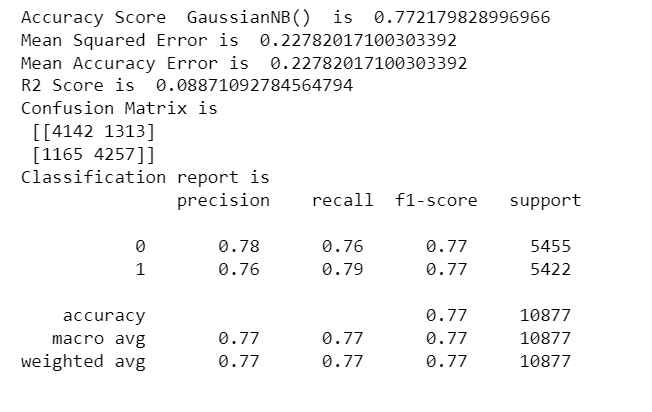 Accuracy Score  GaussianNB()  is  0.772179828996966
Mean Squared Error is  0.22782017100303392
Mean Accuracy Error is  0.22782017100303392
R2 Score is  0.08871092784564794
Confusion Matrix is
[[4142 1313]
[1165 4257]]
Classification report is
precision    recall  f1-score   support
0       0.78      0.76      0.77      5455
1       0.76      0.79      0.77      5422
accuracy                           0.77     10877
macro avg       0.77      0.77      0.77     10877
weighted avg       0.77      0.77      0.77     10877